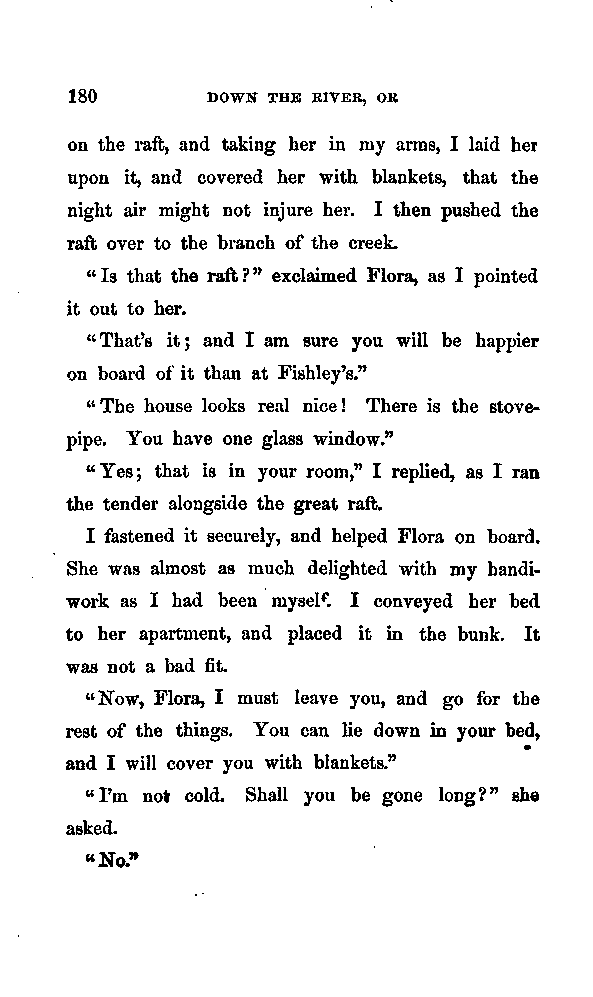 180 DOWN THE RIVER, OR
on the raft, and taking her in my arms, I laid her
upon it, and covered her with blankets, that the
night air might not injure her. I then pushed the
raft over to the branch of the creek.
"Is that the raft?" exclaimed Flora, as I pointed
it out to her.
"That's it; and I am sure you will be happier
on board of it than at Fishley's."
"The house looks real nice! There is the stove-
pipe. You have one glass window."
"Yes; that is in your room," I replied, as I ran
the tender alongside the great raft.
I fastened it securely, and helped Flora on board.
She was almost as much delighted with my handi-
work as I had been myself. I conveyed her bed
to her apartment, and placed it in the bunk. It
was not a bad fit.
"Now, Flora, I must leave you, and go for the
rest of the things. You can lie down in your bed,
and I will cover you with blankets."
"I'm not cold. Shall you be gone long?" she
asked.
"No."